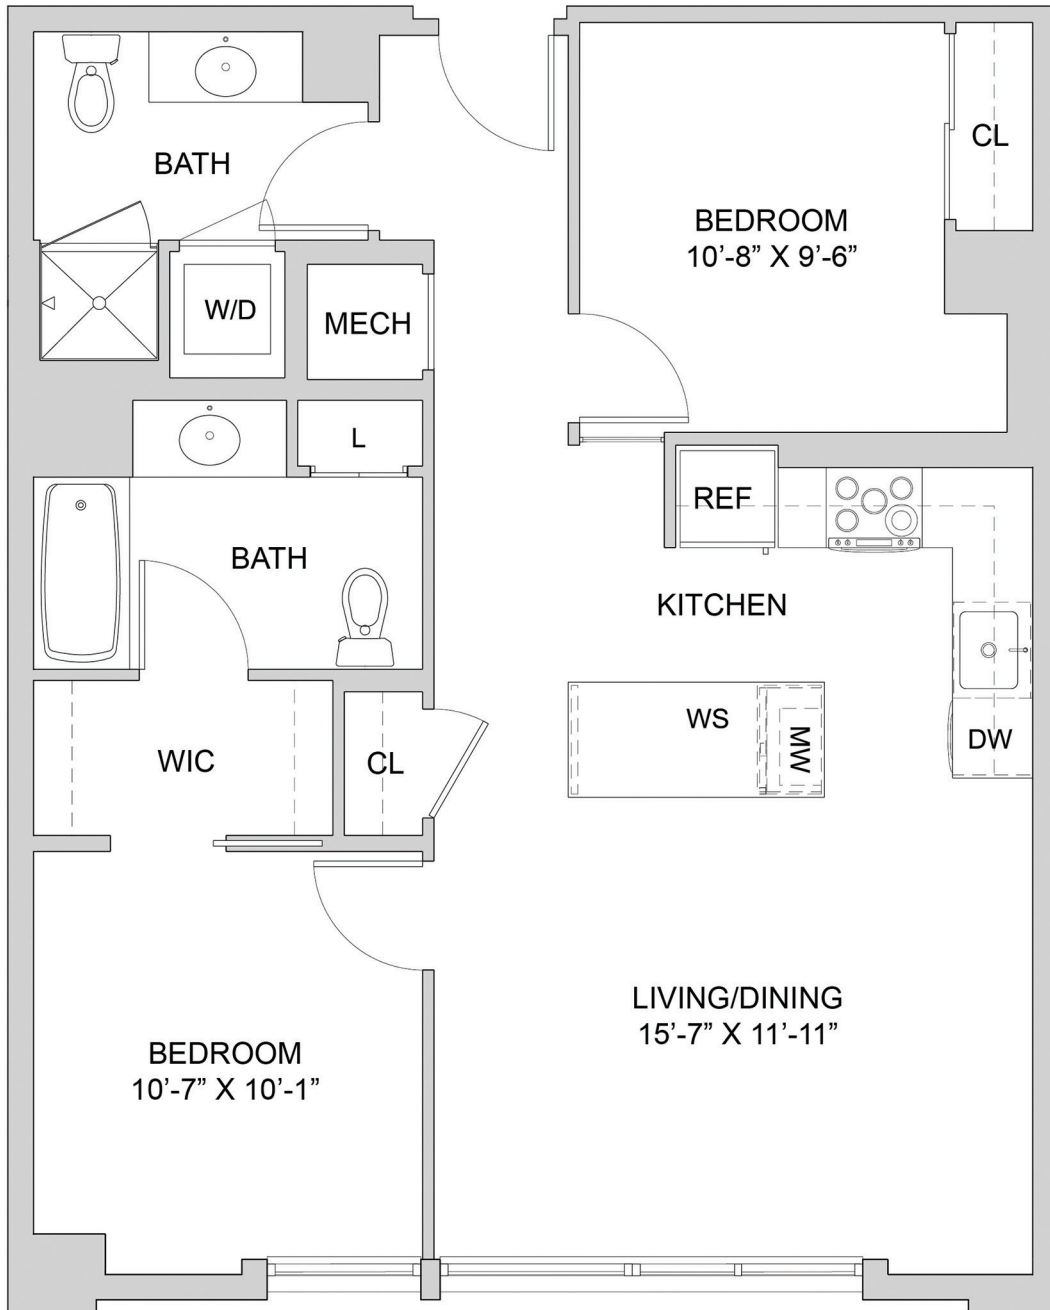 BATH
CL
BEDROOM
10’-8” X 9’-6”
W/D
MECH
L
REF
BATH
KITCHEN
WS
MW
DW
WIC
CL
LIVING/DINING
15’-7” X 11’-11”
BEDROOM
10’-7” X 10’-1”